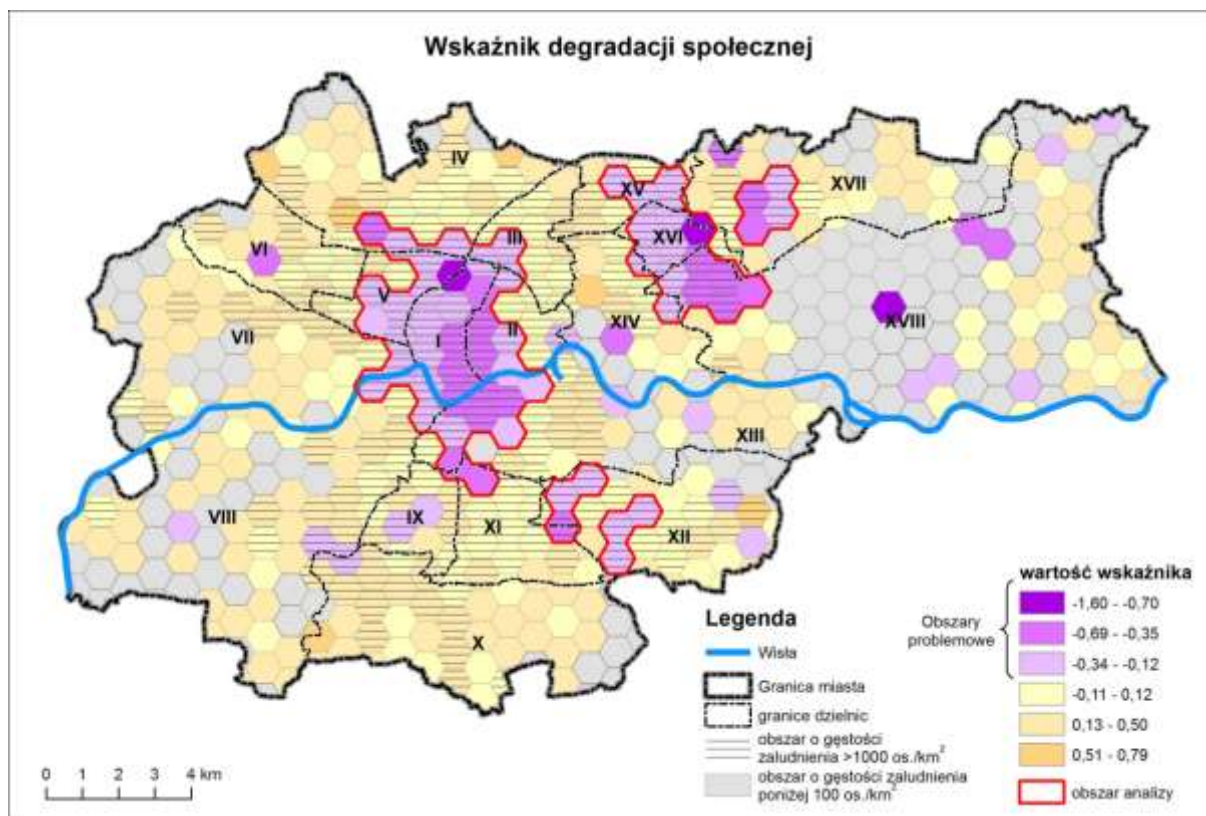 Wskaźnik degradacji społecznej
IV
XV
XVII
III
XVI
VI
V
VII
I
II
XIV
XVIII
XIII
VIII
IX
XI
XII
X
Legenda
Wisła
Granica miasta
granice dzielnic
obszar o gęstości
zaludnienia >1000 os./km²
obszar o gęstości zaludnienia
poniżej 100 os./km²
wartość wskaźnika
Obszary
problemowe
-1,60 - -0,70
-0,69 - -0,35
-0,34 - -0,12
-0,11 - 0,12
0,13 - 0,50
0,51 - 0,79
obszar analizy
0 1 2 3 4 km